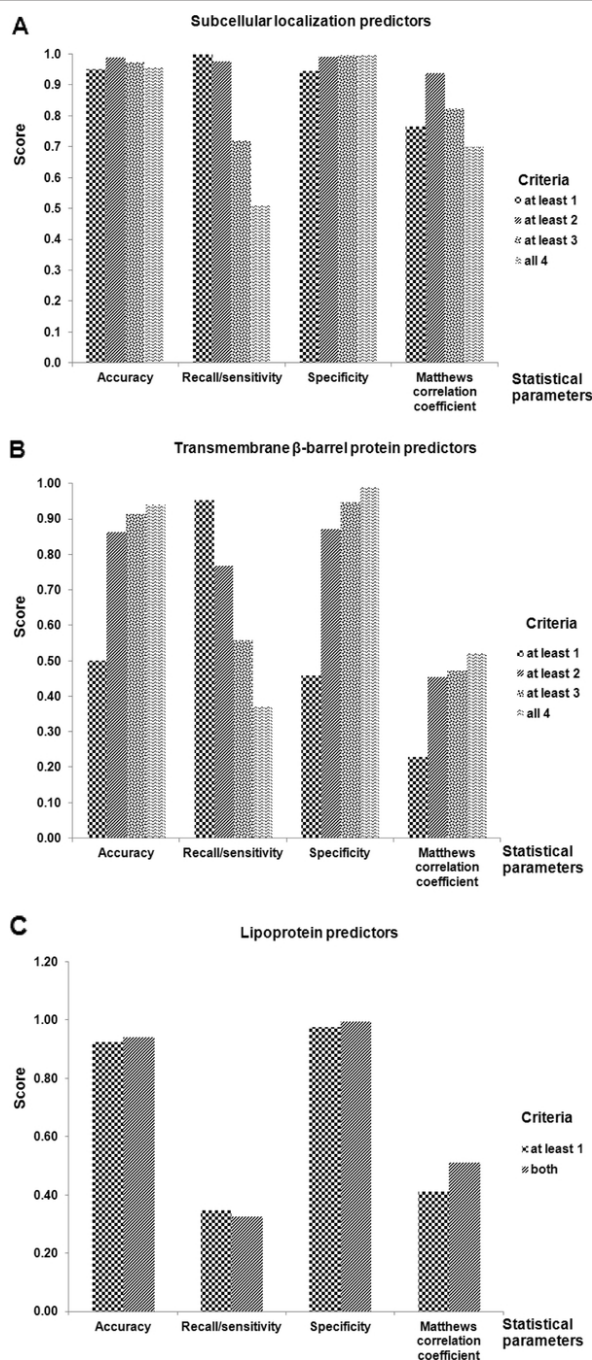 A
Subcellular localization predictors
1.0
0.9
0.8
0.7
0.6
0.5
0.4
0.3
0.2
0.1
0.0
Score
Criteria
at least 1
at least 2
at least 3
all 4
Accuracy
Recall/sensitivity
Specificity
Matthews
correlation
coefficient
Statistical
parameters
B
Transmembrane β-barrel protein predictors
1.00
0.90
0.80
0.70
0.60
0.50
0.40
0.30
0.20
0.10
0.00
Score
Criteria
at least 1
at least 2
at least 3
all 4
Accuracy
Recall/sensitivity
Specificity
Matthews
correlation
coefficient
Statistical
parameters
C
Lipoprotein predictors
1.20
1.00
0.80
0.60
0.40
0.20
0.00
Score
Criteria
at least 1
both
Accuracy
Recall/sensitivity
Specificity
Matthews
correlation
coefficient
Statistical
parameters